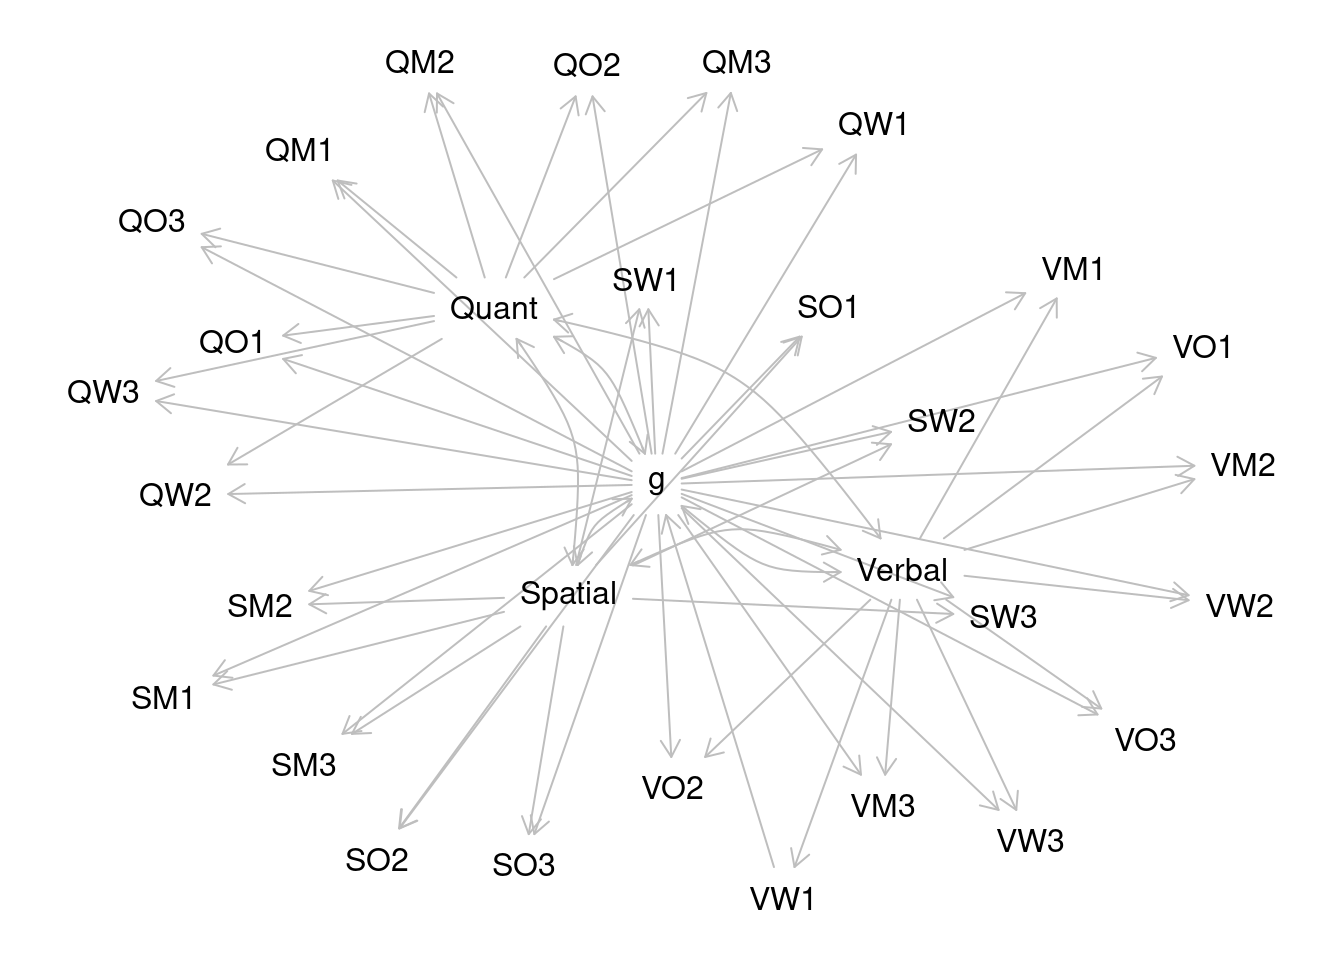 QM2
QO2
QM3
QW1
QM1
QO3
VM1
SW1
Quant
SO1
QO1
VO1
QW3
SW2
VM2
g
QW2
Verbal
Spatial
SM2
VW2
SW3
SM1
VO3
SM3
VO2
VM3
VW3
SO2
SO3
VW1